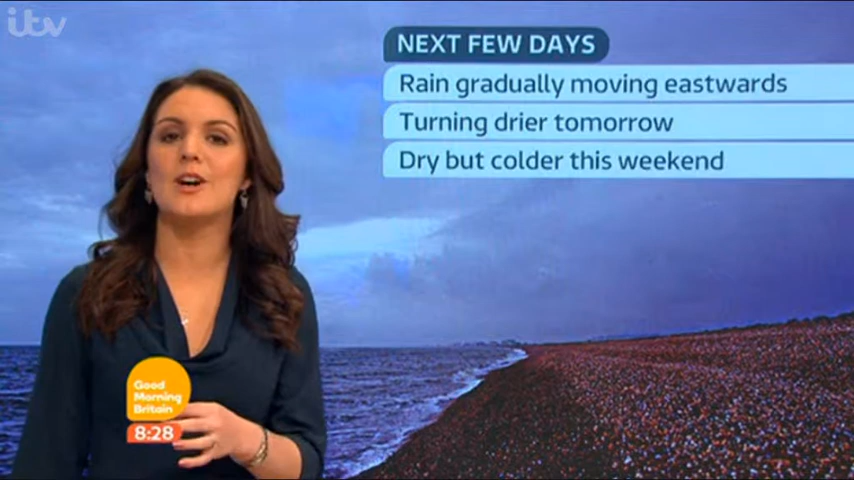 itv
NEXT FEW DAYS
Rain gradually moving eastwards
Turning drier tomorrow
Dry but colder this weekend
Good
Morning
Britain
8:28